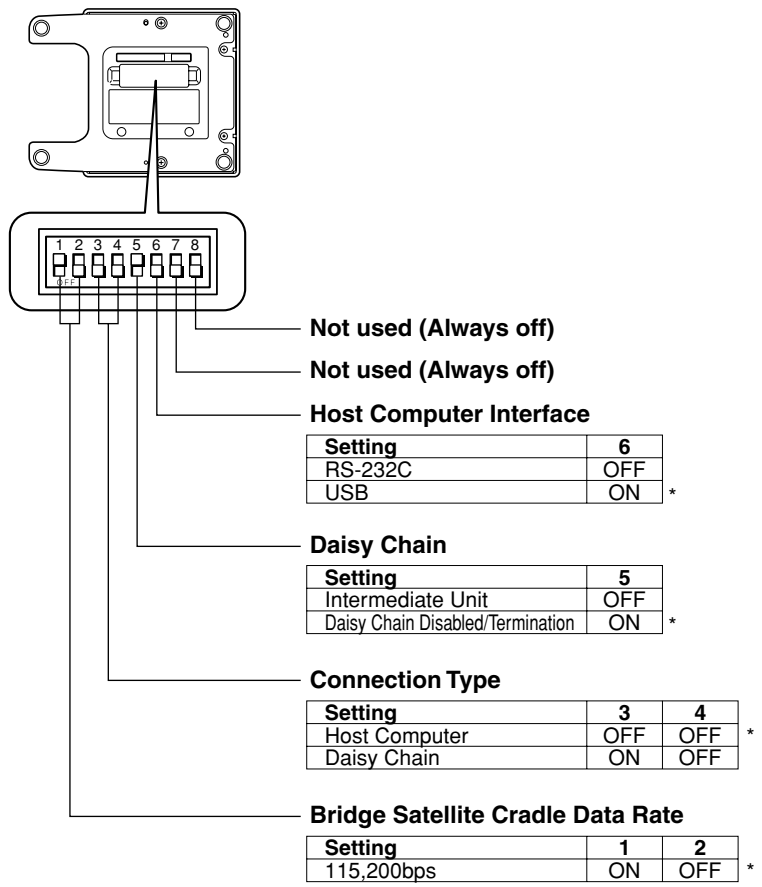 1 2 3 4 5 6 7 8
OFF
Not used (Always off)
Not used (Always off)
Host Computer Interface
Setting 6
RS-232C OFF
USB ON *
Daisy Chain
Setting 5
Intermediate Unit OFF
Daisy Chain Disabled/Termination ON *
Connection Type
Setting 3 4
Host Computer OFF OFF *
Daisy Chain ON OFF
Bridge Satellite Cradle Data Rate
Setting 1 2
115,200bps ON OFF *